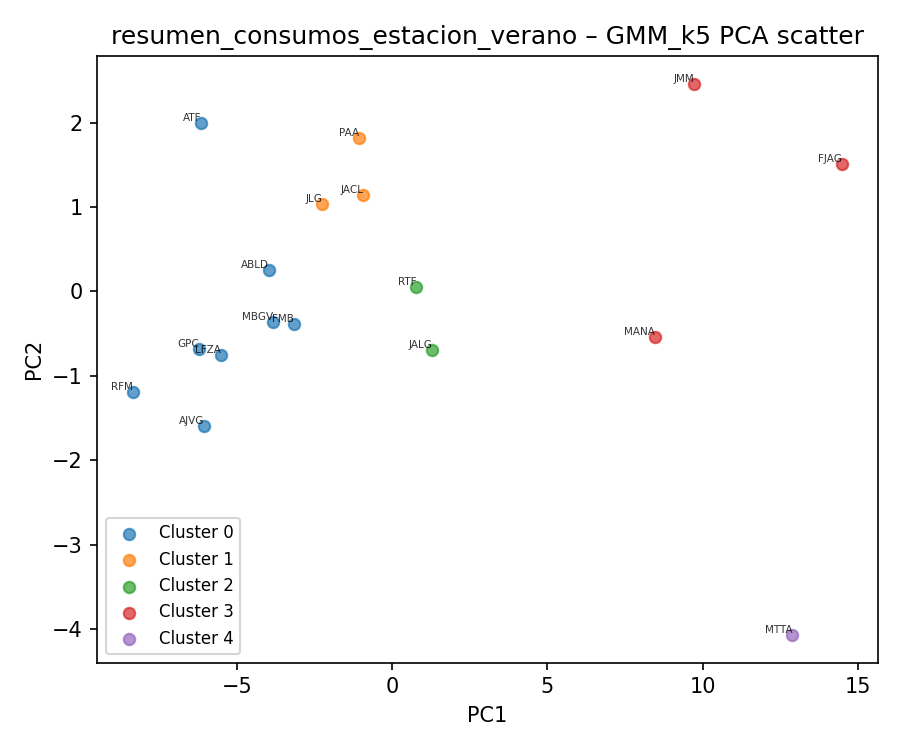 resumen_consumos_estacion_verano – GMM_k5 PCA scatter
JMM
ATF
PAA
FJAG
JACL
JLG
ABLD
RTF
MBGV
FMB
MANA
GPC
LFZA
JALG
RFM
AJVG
MTTA
2
1
0
−1
−2
−3
−4
PC2
Cluster 0
Cluster 1
Cluster 2
Cluster 3
Cluster 4
−5
0
5
10
15
PC1